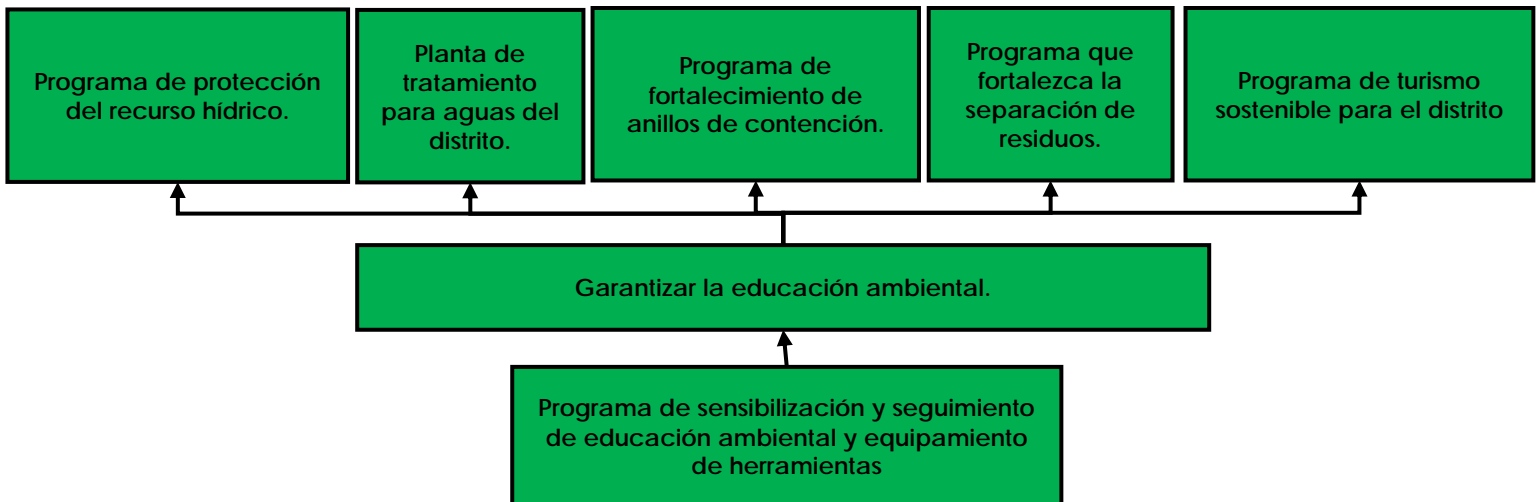 Programa de protección
del recurso hídrico.
Planta de
tratamiento
para aguas del
distrito.
Programa de
fortalecimiento de
anillos de contención.
Programa que
fortalezca la
separación de
residuos.
Programa de turismo
sostenible para el distrito
Garantizar la educación ambiental.
Programa de sensibilización y seguimiento
de educación ambiental y equipamiento
de herramientas